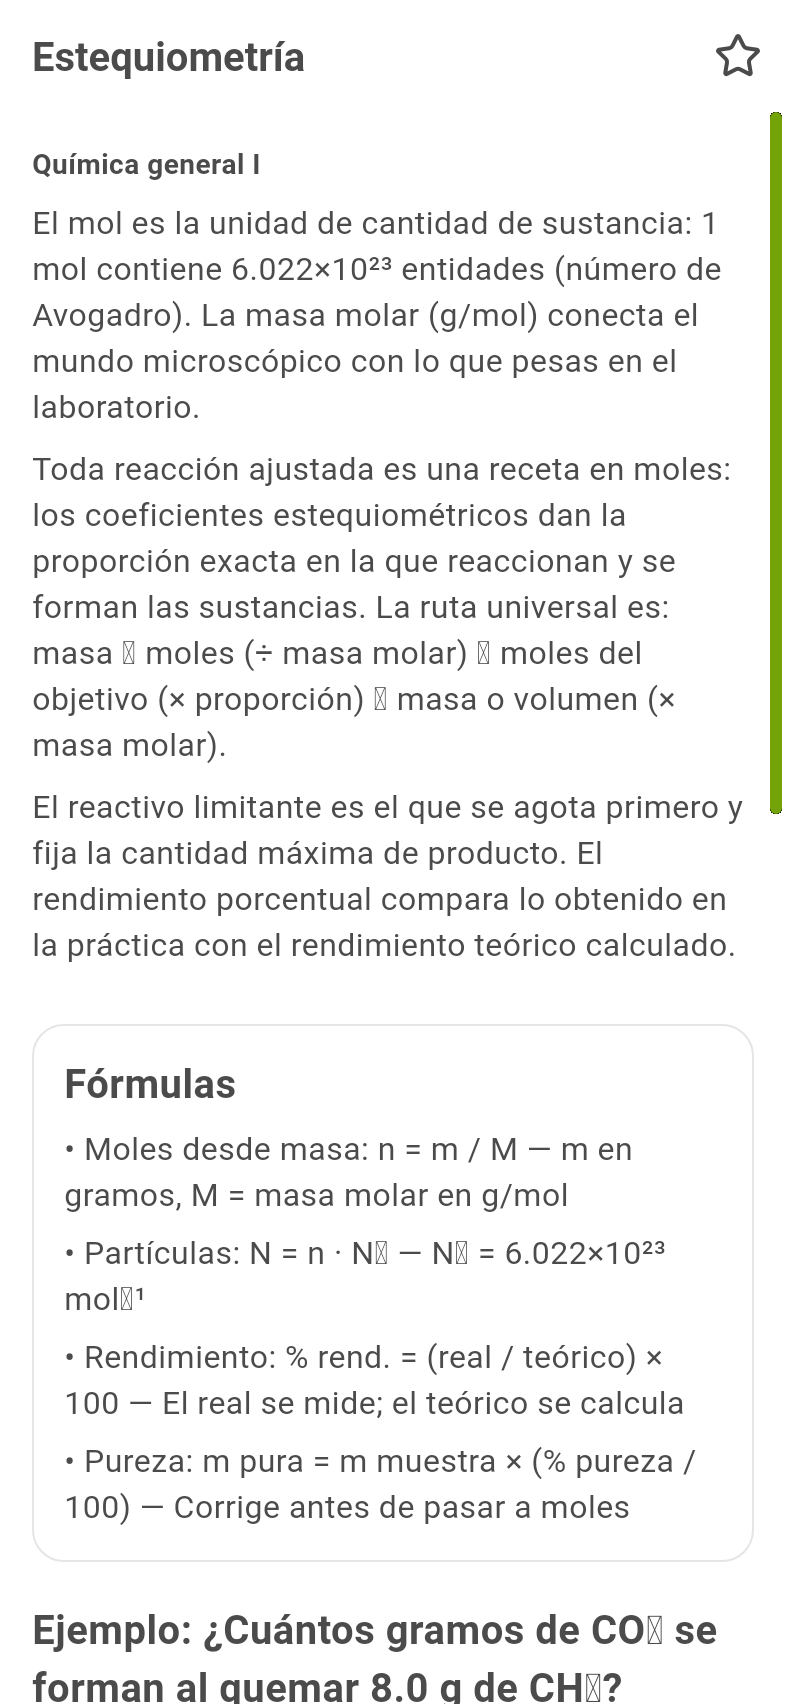 Estequiometría
Química general I
El mol es la unidad de cantidad de sustancia: 1
mol contiene 6.022×10²³ entidades (número de
Avogadro). La masa molar (g/mol) conecta el
mundo microscópico con lo que pesas en el
laboratorio.
Toda reacción ajustada es una receta en moles:
los coeficientes estequiométricos dan la
proporción exacta en la que reaccionan y se
forman las sustancias. La ruta universal es:
masa ▯ moles (÷ masa molar) ▯ moles del
objetivo (× proporción) ▯ masa o volumen (×
masa molar).
El reactivo limitante es el que se agota primero y
fija la cantidad máxima de producto. El
rendimiento porcentual compara lo obtenido en
la práctica con el rendimiento teórico calculado.
Fórmulas
• Moles desde masa: n = m / M — m en
gramos, M = masa molar en g/mol
• Partículas: N = n · N▯ — N▯ = 6.022×10²³
mol▯¹
• Rendimiento: % rend. = (real / teórico) ×
100 — El real se mide; el teórico se calcula
• Pureza: m pura = m muestra × (% pureza /
100) — Corrige antes de pasar a moles
Ejemplo: ¿Cuántos gramos de CO▯ se
forman al quemar 8.0 g de CH▯?